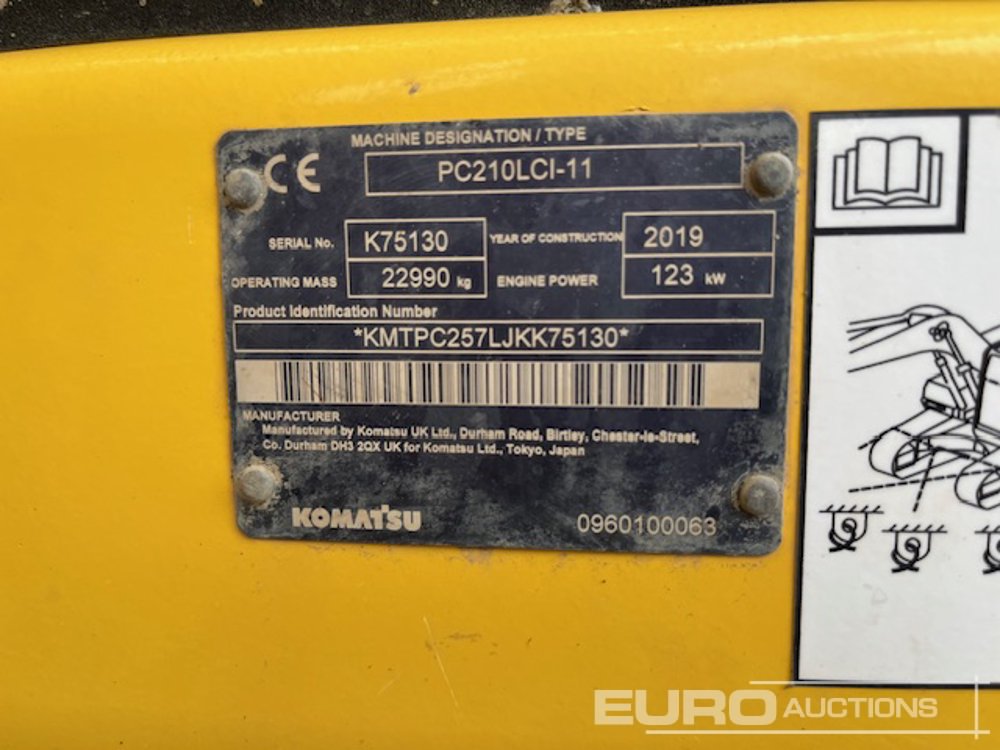 MACHINE DESIGNATION / TYPE
CE
PC210LCI-11
SERIAL No. K75130 YEAR OF CONSTRUCTION 2019
OPERATING MASS 22990 kg ENGINE POWER 123 kW
Product Identification Number
*KMTPC257LJKK75130*
MANUFACTURER
Manufactured by Komatsu UK Ltd., Durham Road, Birtley, Chester-le-Street,
Co. Durham DH3 2QX UK for Komatsu Ltd., Tokyo, Japan
KOMATSU 0960100063
EURO AUCTIONS